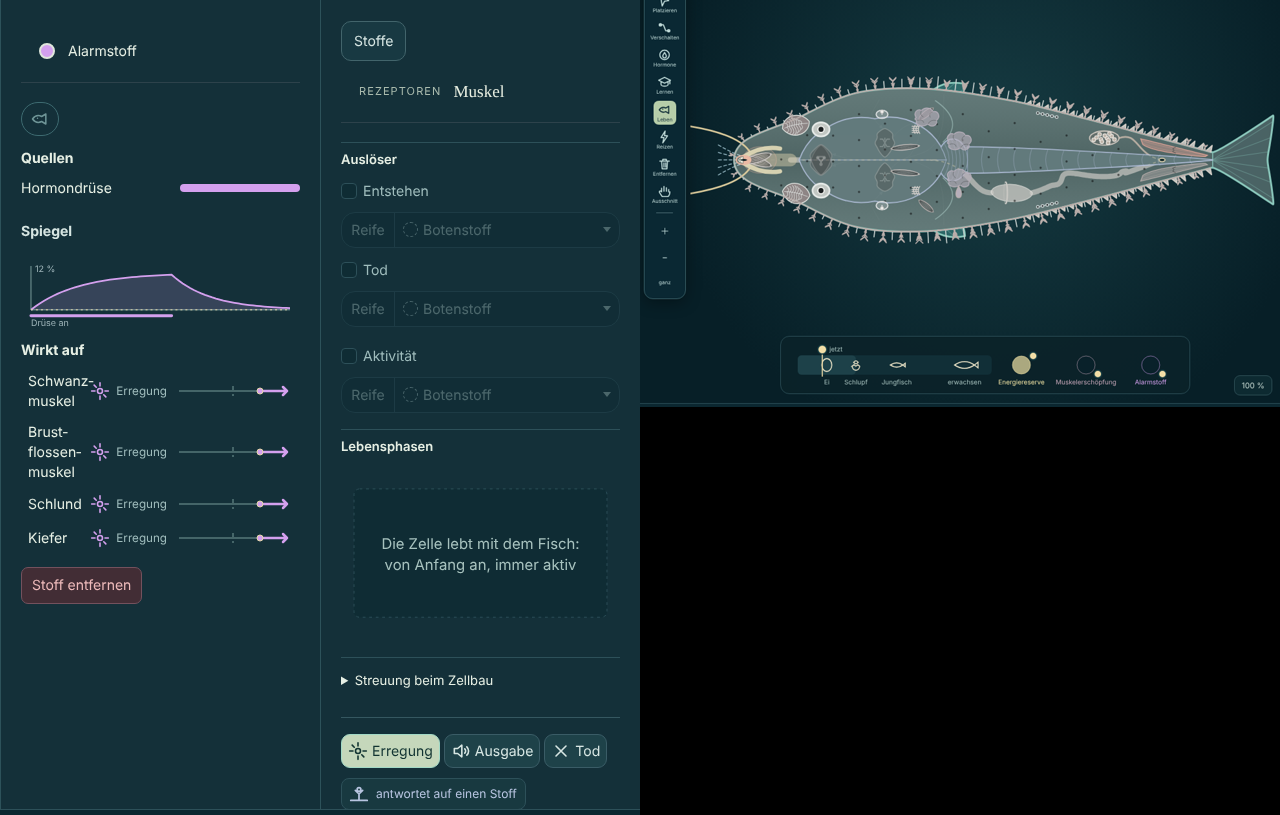 Alarmstoff
Quellen
Hormondrüse
Spiegel
12 %
Drüse an
Wirkt auf
Schwanz-
muskel
Erregung
Brust-
flossen-
muskel
Erregung
Schlund
Erregung
Kiefer
Erregung
Stoff entfernen
Stoffe
REZEPTOREN Muskel
Auslöser
Entstehen
Reife Botenstoff
Tod
Reife Botenstoff
Aktivität
Reife Botenstoff
Lebensphasen
Die Zelle lebt mit dem Fisch:
von Anfang an, immer aktiv
Streuung beim Zellbau
Erregung Ausgabe Tod
antwortet auf einen Stoff
Platzieren
Verschalten
Hormone
Lernen
Leben
Reizen
Entfernen
Ausschnitt
+
-
ganz
?
jetzt
Ei Schlupf Jungfisch erwachsen Energiereserve Muskelerschöpfung Alarmstoff
100 %